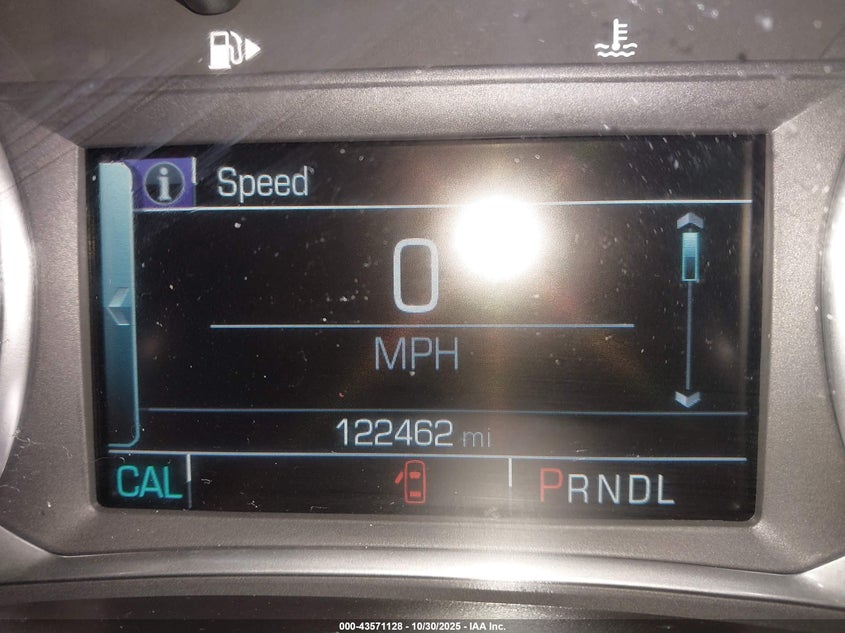 Speed
0
MPH
122462 mi
CAL
PRNDL
000-43571128 - 10/30/2025 - IAA Inc.